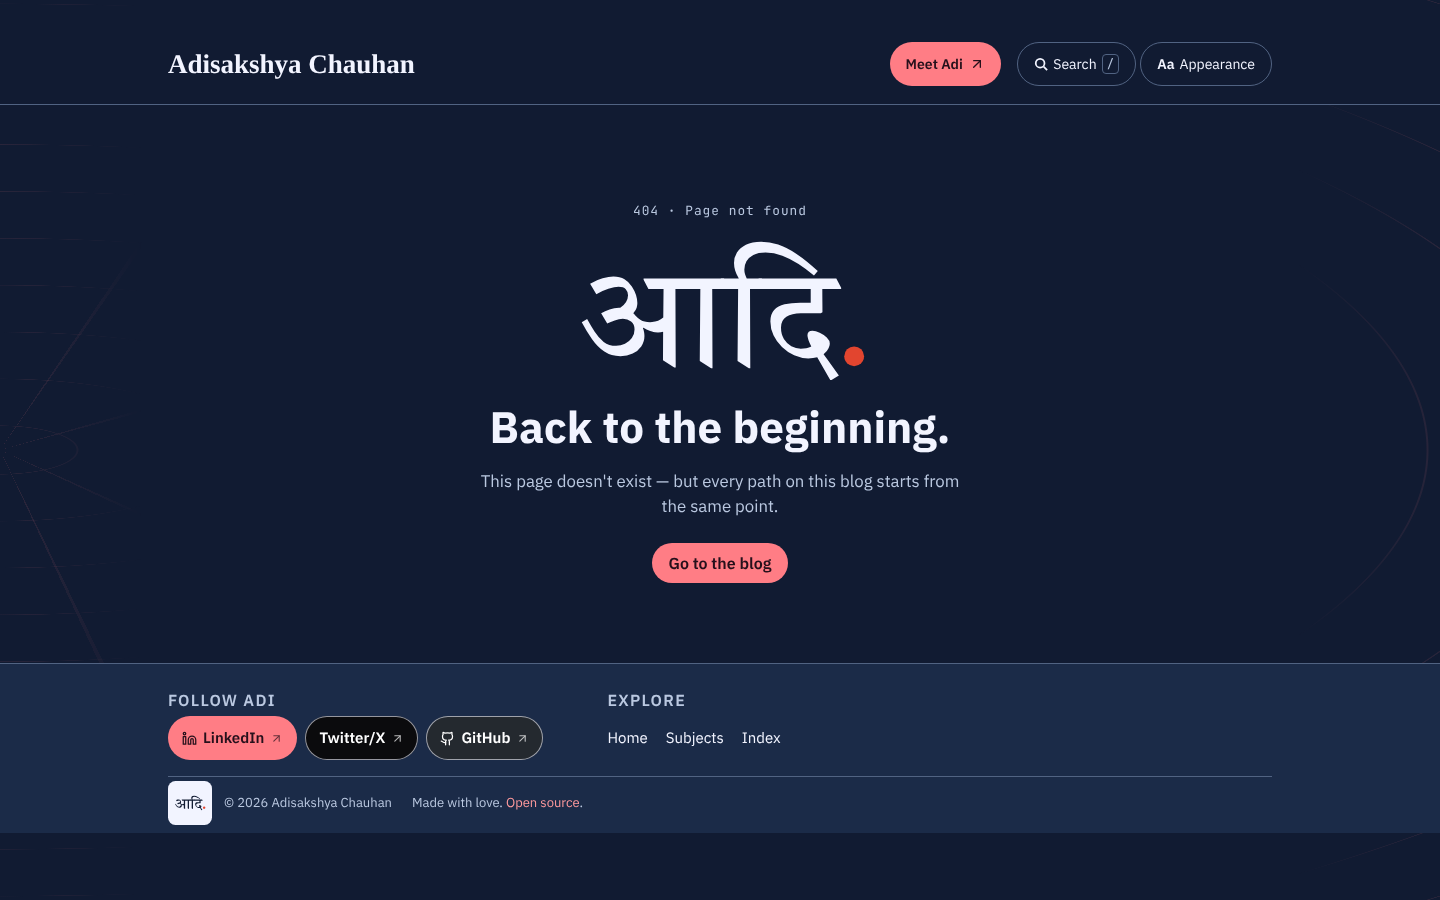 Adisakshya Chauhan
Meet Adi
Search /
Aa Appearance
404 · Page not found
आदि.
Back to the beginning.
This page doesn't exist — but every path on this blog starts from
the same point.
Go to the blog
FOLLOW ADI
LinkedIn
Twitter/X
GitHub
EXPLORE
Home
Subjects
Index
आदि.
© 2026 Adisakshya Chauhan
Made with love. Open source.